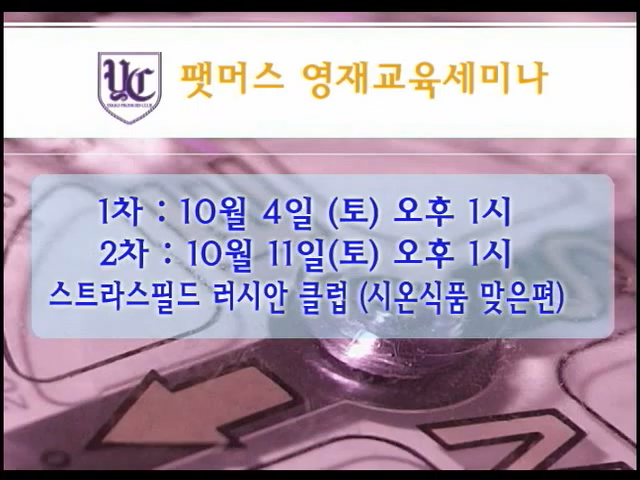 YC
팻머스 영재교육세미나
1차 : 10월 4일 (토) 오후 1시
2차 : 10월 11일(토) 오후 1시
스트라스필드 러시안 클럽 (시온식품 맞은편)